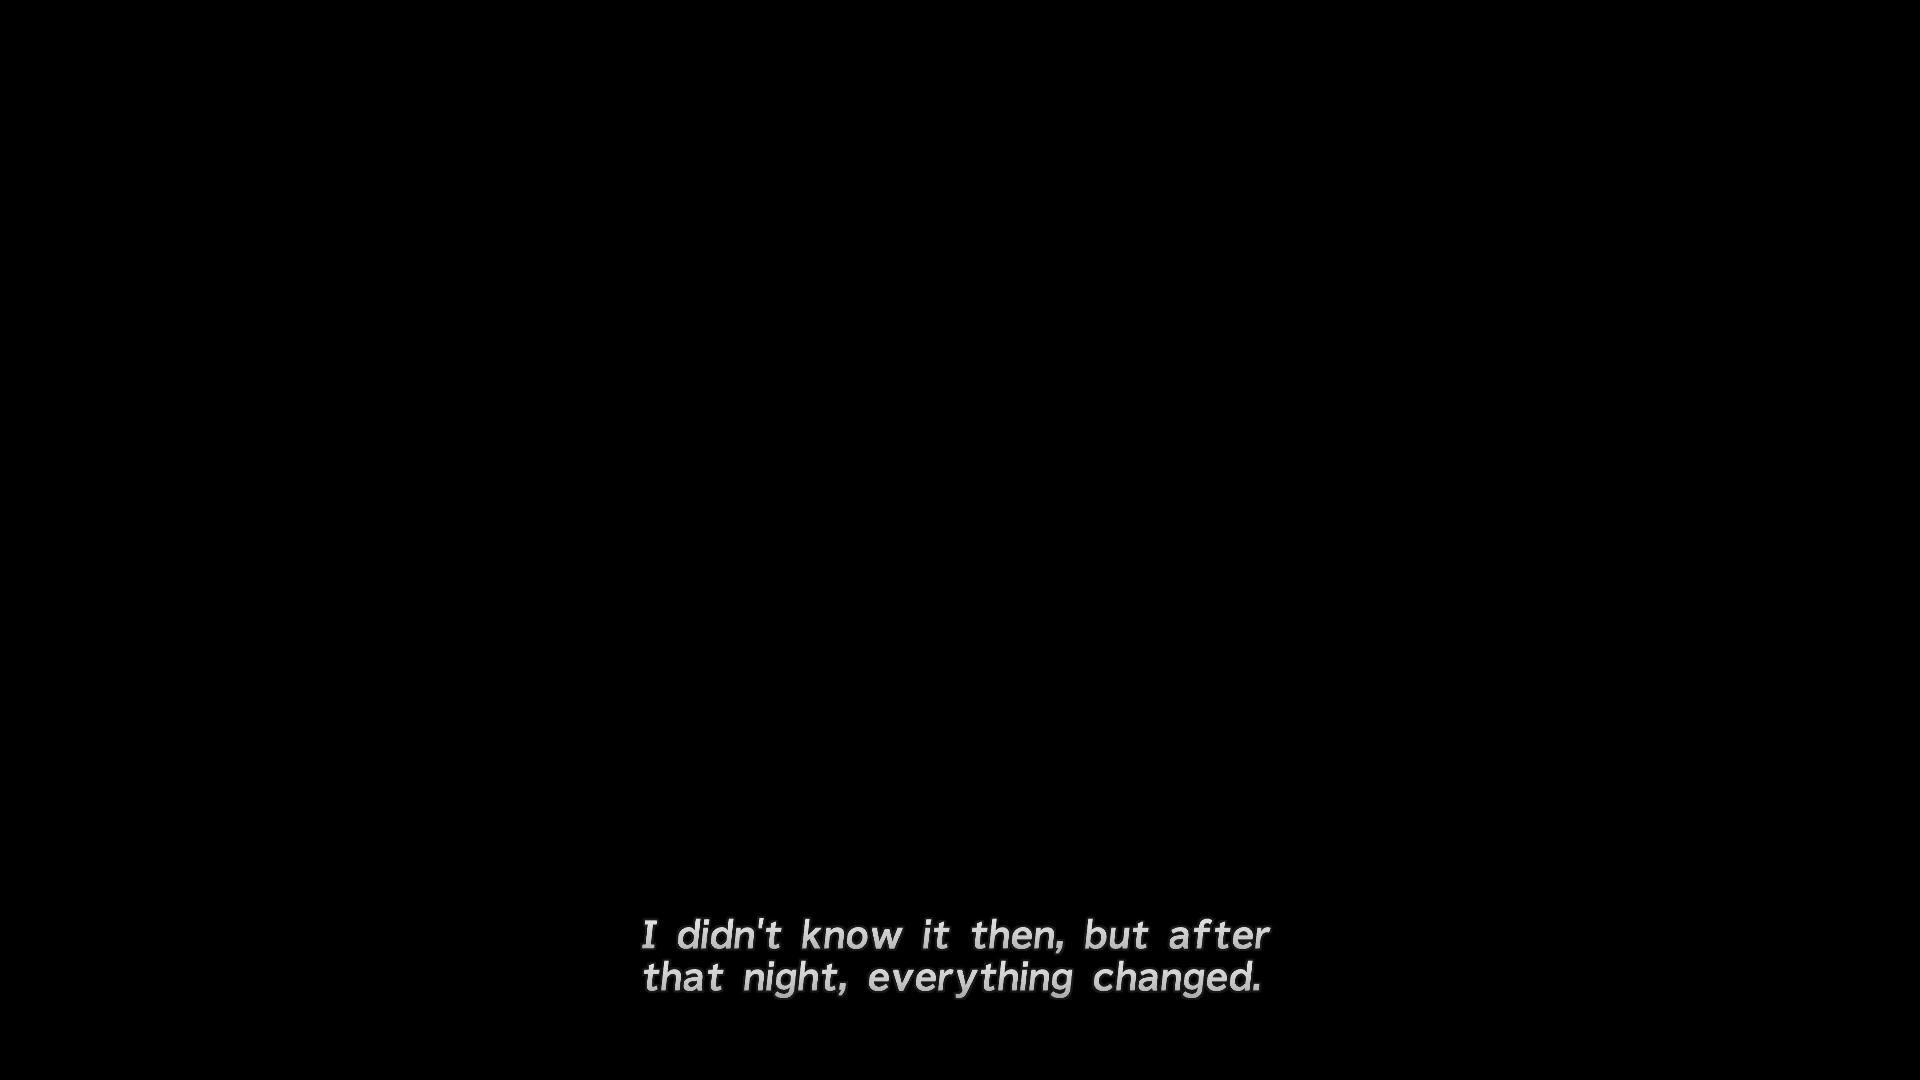 I didn't know it then, but after
that night, everything changed.